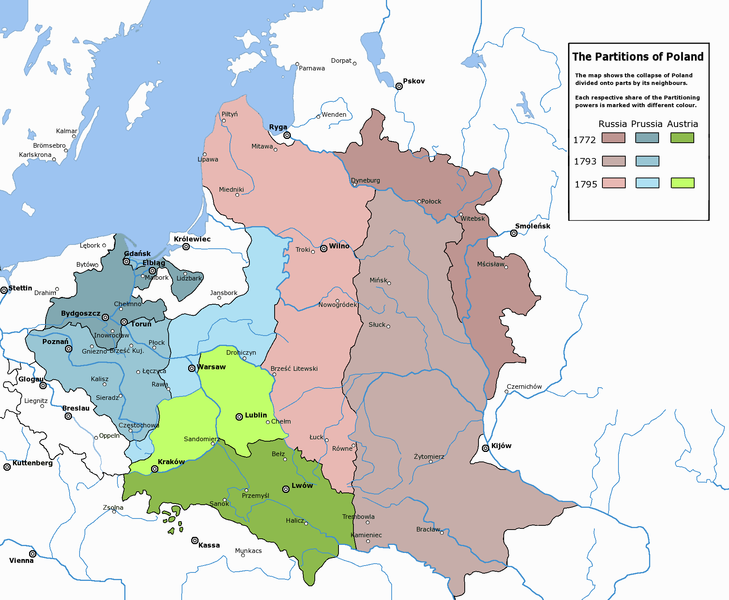 The Partitions of Poland
The map shows the collapse of Poland
divided onto parts by its neighbours.
Each respective share of the Partitioning
powers is marked with different colour.
Russia Prussia Austria
1772
1793
1795
Dorpat
Parnawa
Pskov
Piltyń
Wenden
Ryga
Kalmar
Mitawa
Brömsebro
Karlskrona
Lipawa
Dyneburg
Miedniki
Połock
Witebsk
Smoleńsk
Królewiec
Lębork
Troki
Wilno
Gdańsk
Bytów
Elbląg
Mścisław
Malbork
Lidzbark
Mińsk
Stettin
Drahim
Jansbork
Chełmno
Nowogródek
Bydgoszcz
Toruń
Słuck
Inowrocław
Poznań
Płock
Gniezno
Brześć Kuj.
Drohiczyn
Warsaw
Brześć Litewski
Łęczyca
Glogau
Kalisz
Rawa
Czernichów
Sieradz
Liegnitz
Breslau
Lublin
Chełm
Częstochowa
Oppeln
Sandomierz
Łuck
Równe
Kijów
Bełz
Żytomierz
Kuttenberg
Kraków
Lwów
Przemyśl
Sanok
Zsolna
Halicz
Trembowla
Bracław
Kamieniec
Kassa
Munkacs
Vienna